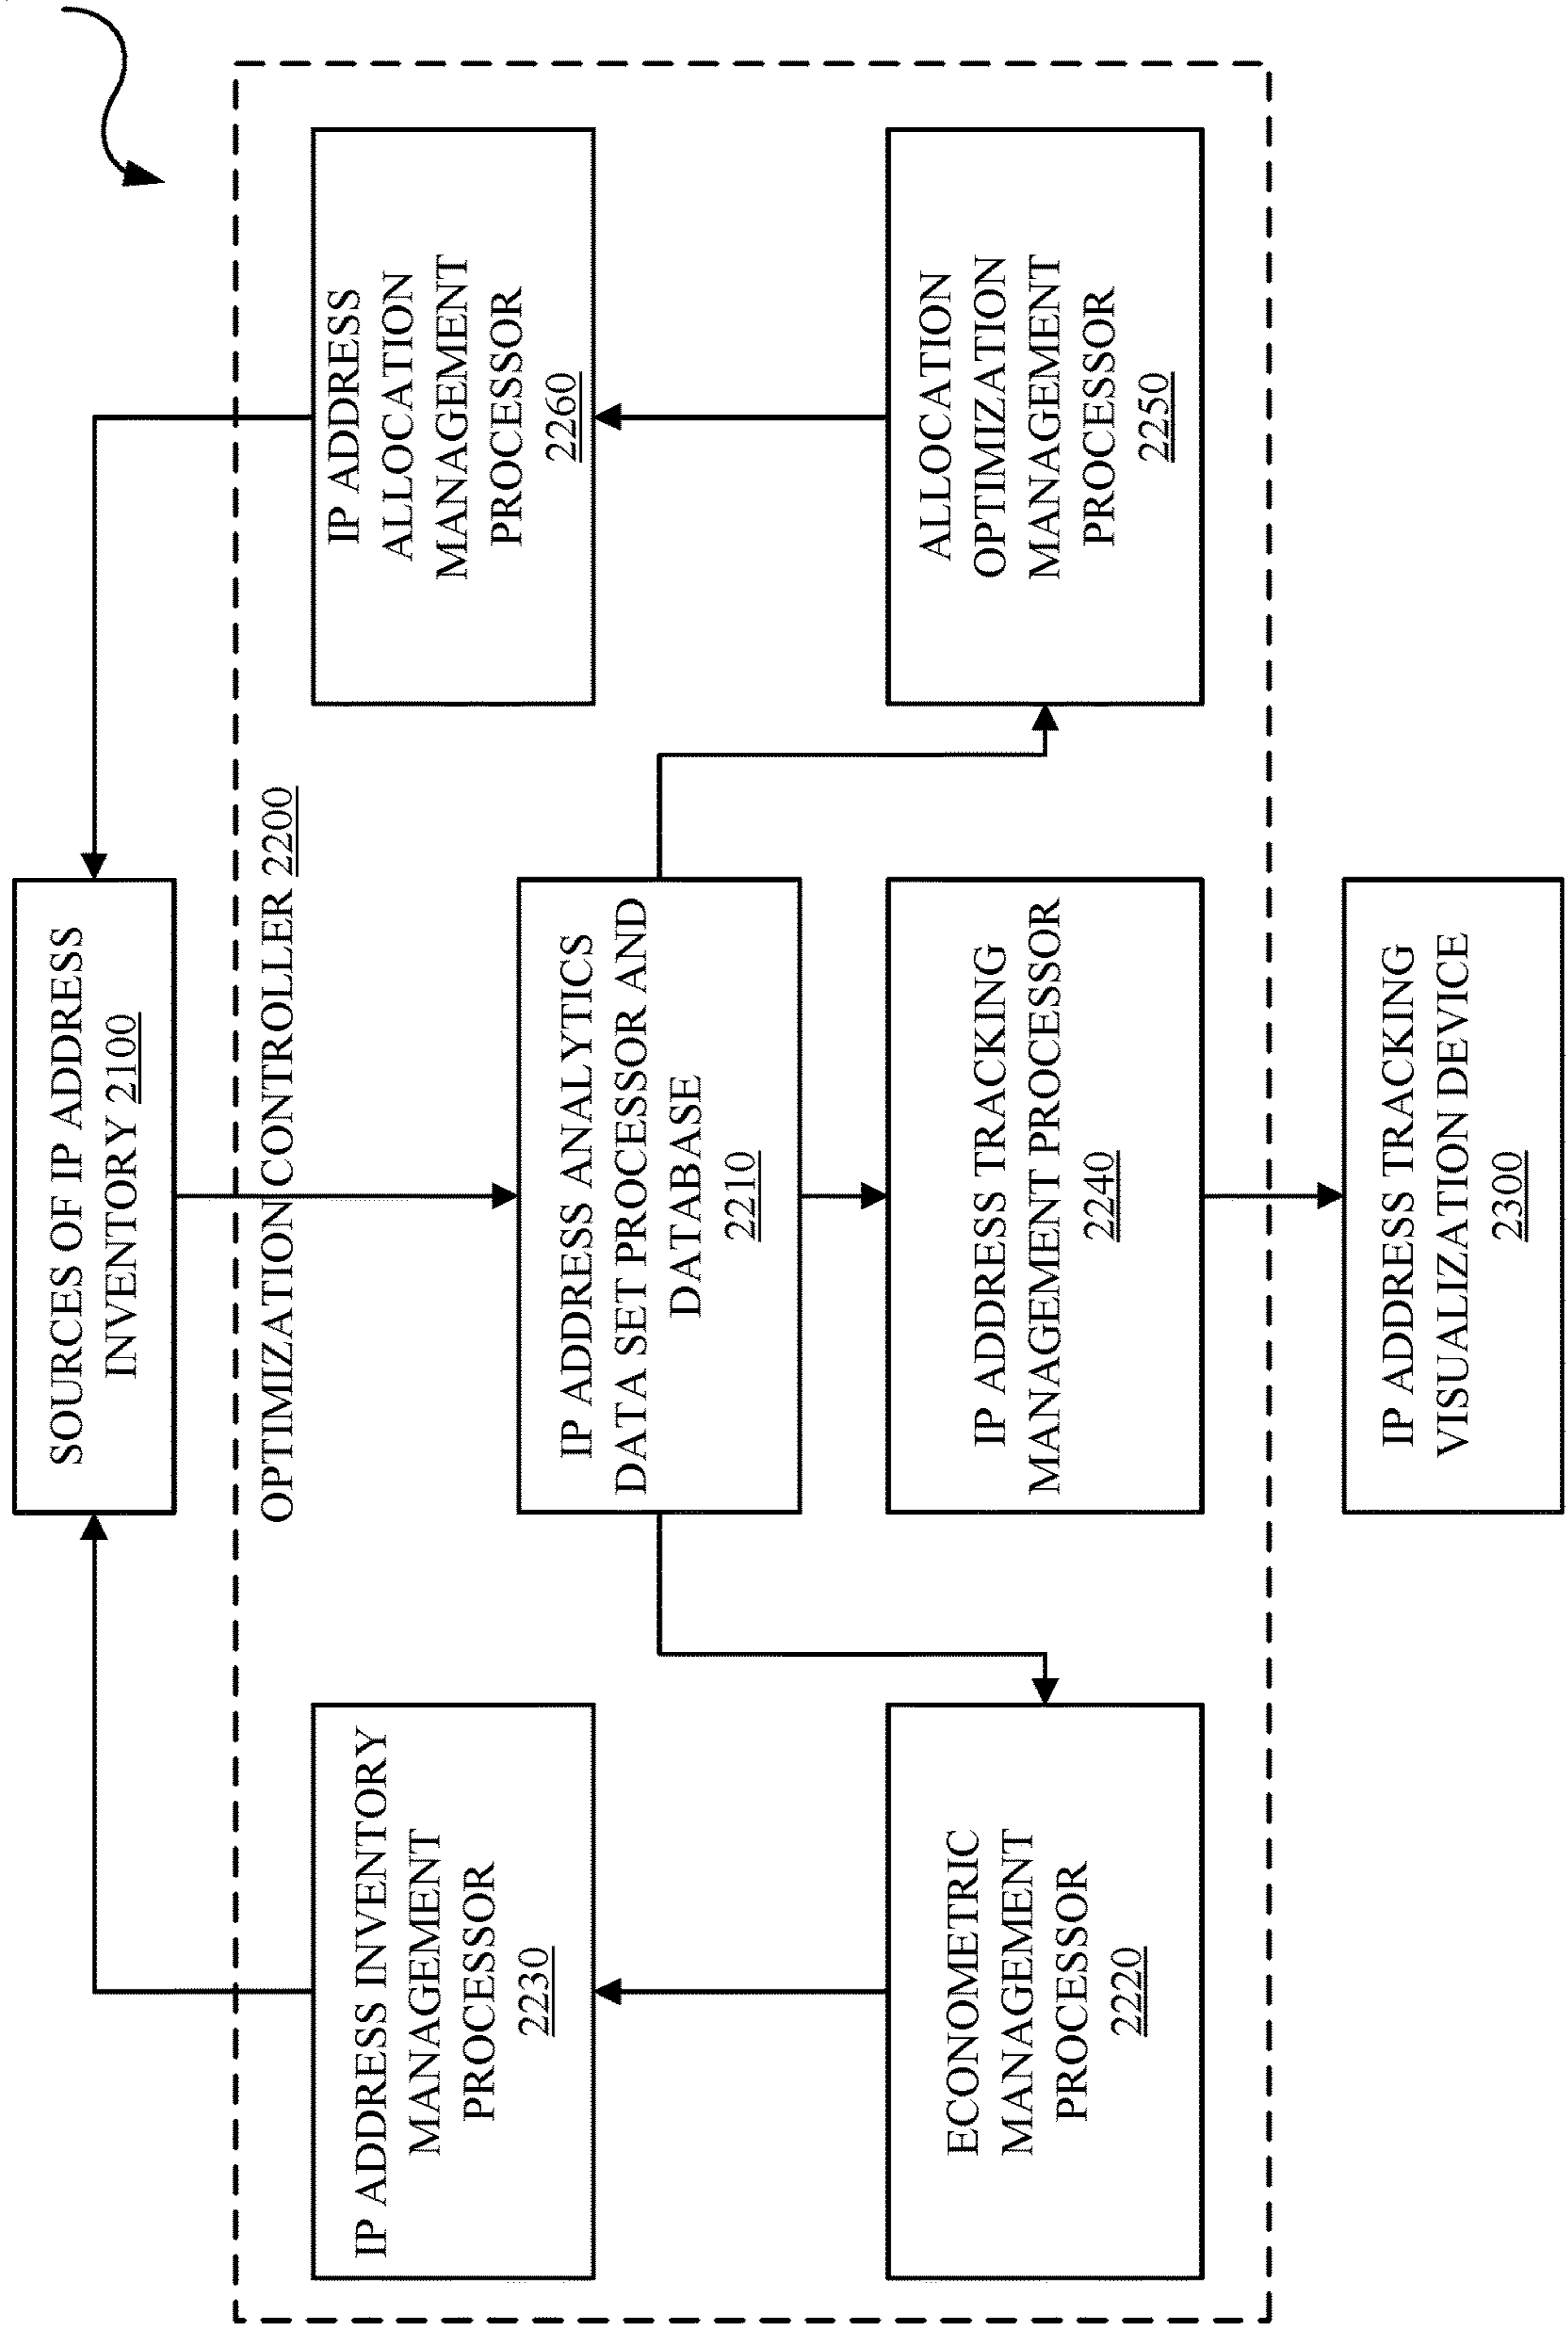 SOURCES OF IP ADDRESS
INVENTORY 2100
OPTIMIZATION CONTROLLER 2200
IP ADDRESS INVENTORY
MANAGEMENT
PROCESSOR
2230
IP ADDRESS
ALLOCATION
MANAGEMENT
PROCESSOR
2260
IP ADDRESS ANALYTICS
DATA SET PROCESSOR AND
DATABASE
2210
ECONOMETRIC
MANAGEMENT
PROCESSOR
2220
IP ADDRESS TRACKING
MANAGEMENT PROCESSOR
2240
ALLOCATION
OPTIMIZATION
MANAGEMENT
PROCESSOR
2250
IP ADDRESS TRACKING
VISUALIZATION DEVICE
2300